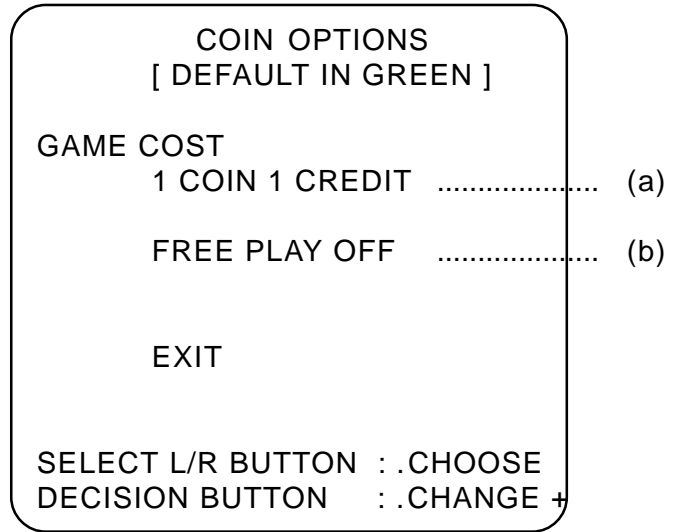 COIN OPTIONS
[ DEFAULT IN GREEN ]
GAME COST
1 COIN 1 CREDIT .................... (a)
FREE PLAY OFF .................... (b)
EXIT
SELECT L/R BUTTON : .CHOOSE
DECISION BUTTON : .CHANGE +